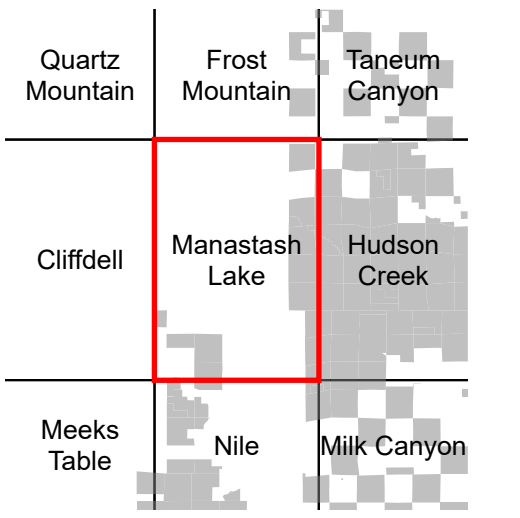 Quartz
Mountain
Frost
Mountain
Taneum
Canyon
Cliffdell
Manastash
Lake
Hudson
Creek
Meeks
Table
Nile
Milk Canyon